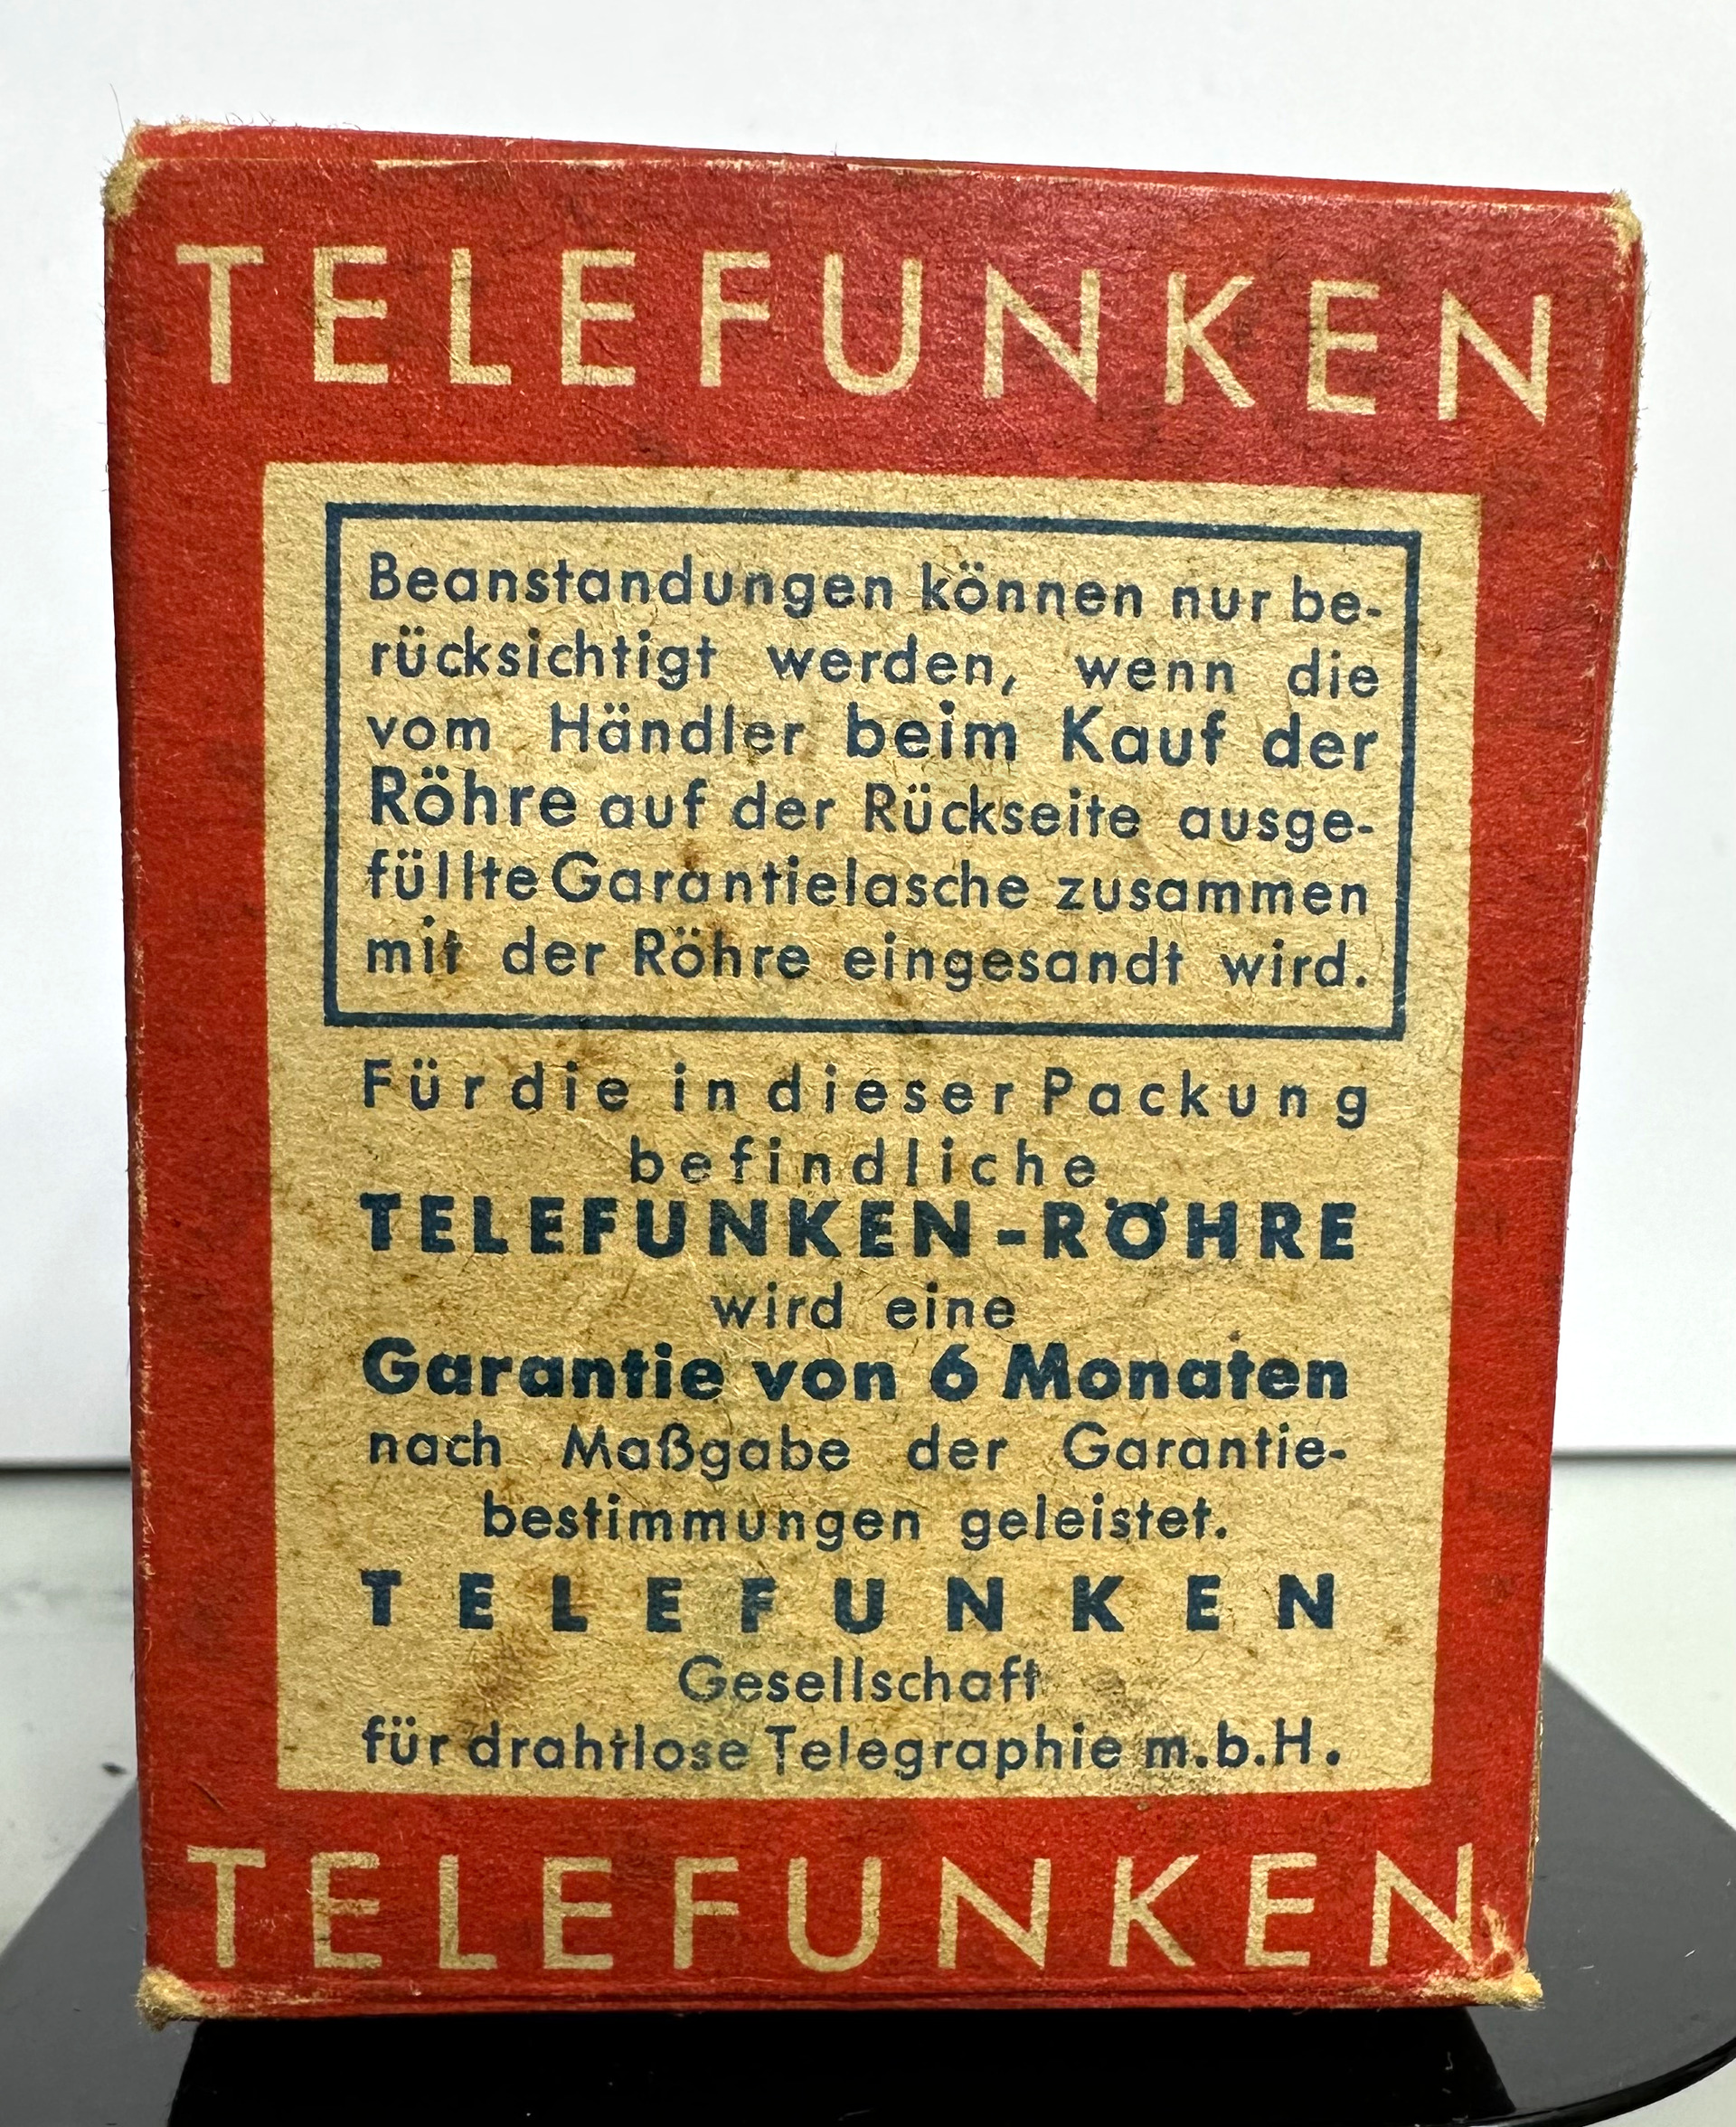 TELEFUNKEN
Beanstandungen können nur be-
rücksichtigt werden, wenn die
vom Händler beim Kauf der
Röhre auf der Rückseite ausge-
füllte Garantielasche zusammen
mit der Röhre eingesandt wird.
Für die in dieser Packung
befindliche
TELEFUNKEN-RÖHRE
wird eine
Garantie von 6 Monaten
nach Maßgabe der Garantie-
bestimmungen geleistet.
TELEFUNKEN
Gesellschaft
für drahtlose Telegraphie m.b.H.
TELEFUNKEN